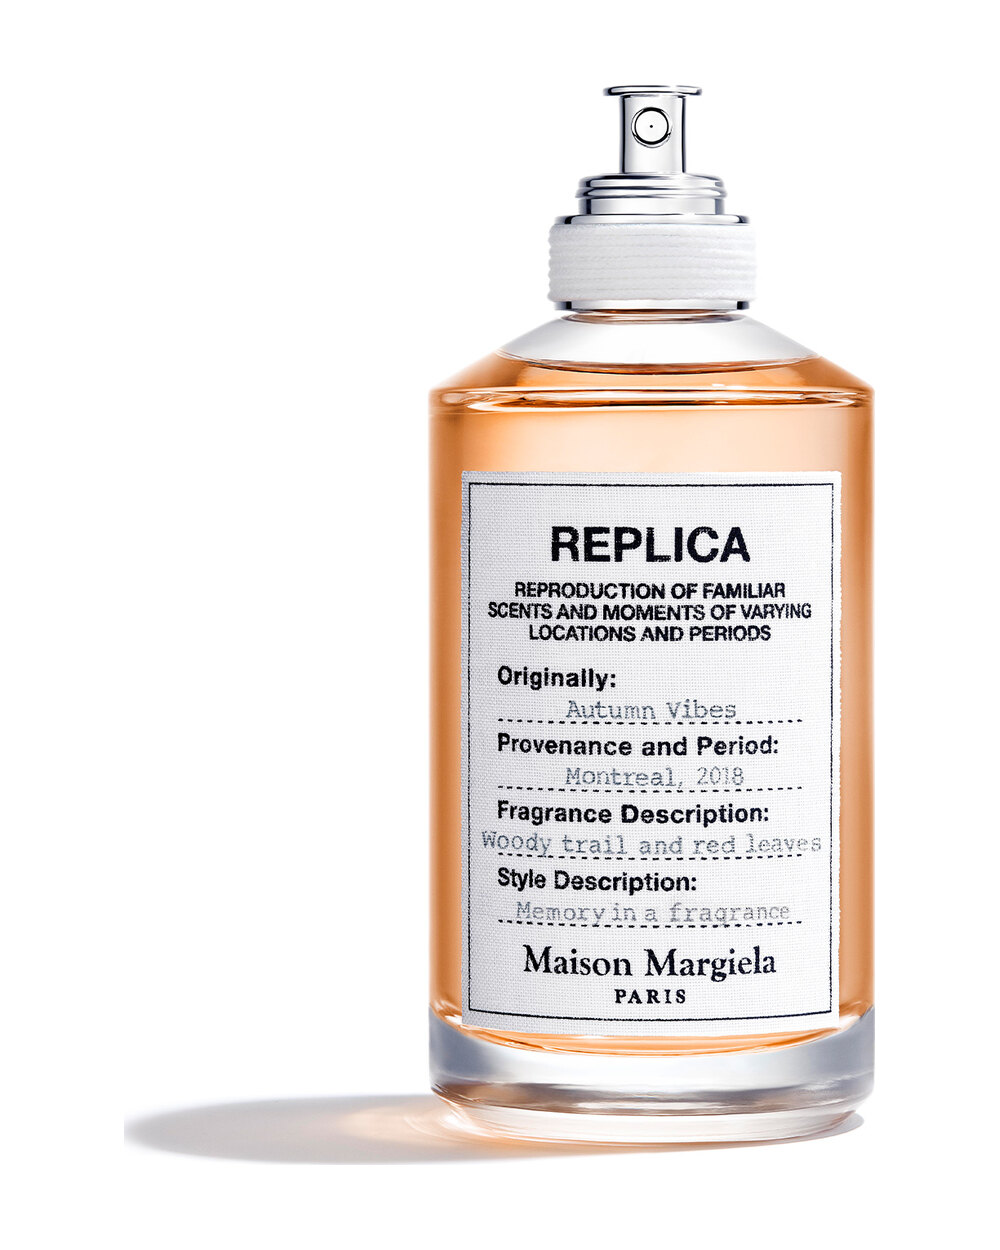 REPLICA
REPRODUCTION OF FAMILIAR
SCENTS AND MOMENTS OF VARYING
LOCATIONS AND PERIODS
Originally:
Autumn Vibes
Provenance and Period:
Montreal, 2018
Fragrance Description:
Woody trail and red leaves
Style Description:
Memory in a fragrance
Maison Margiela
PARIS